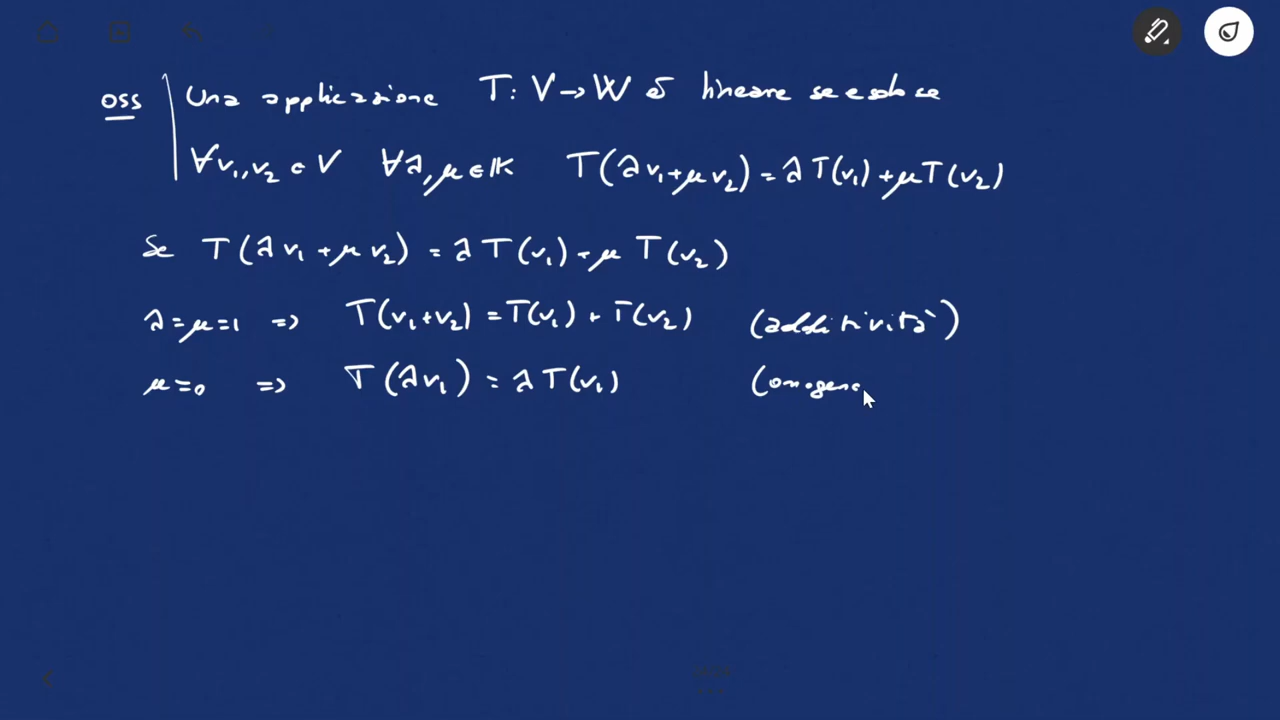 oss Una applicazione T: V → W è lineare se e solo se
∀v₁,v₂ ∈ V ∀λ,μ ∈ 𝕂 T(λv₁+μv₂) = λT(v₁)+μT(v₂)
Se T(λv₁+μv₂) = λT(v₁)+μT(v₂)
λ=μ=1 => T(v₁+v₂) = T(v₁)+T(v₂) (additività)
μ=0 => T(λv₁) = λT(v₁) (omogene